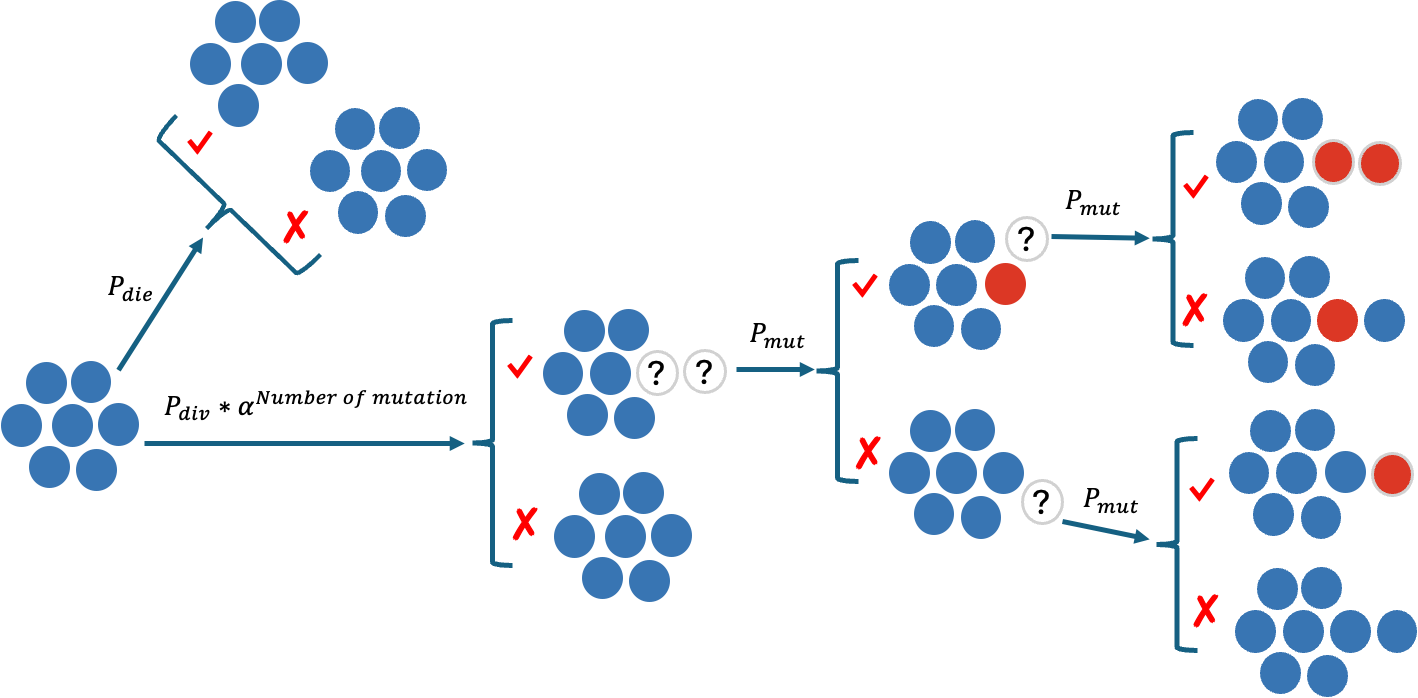 P_die
P_div * α^Number of mutation
? ?
P_mut
?
P_mut
?
P_mut